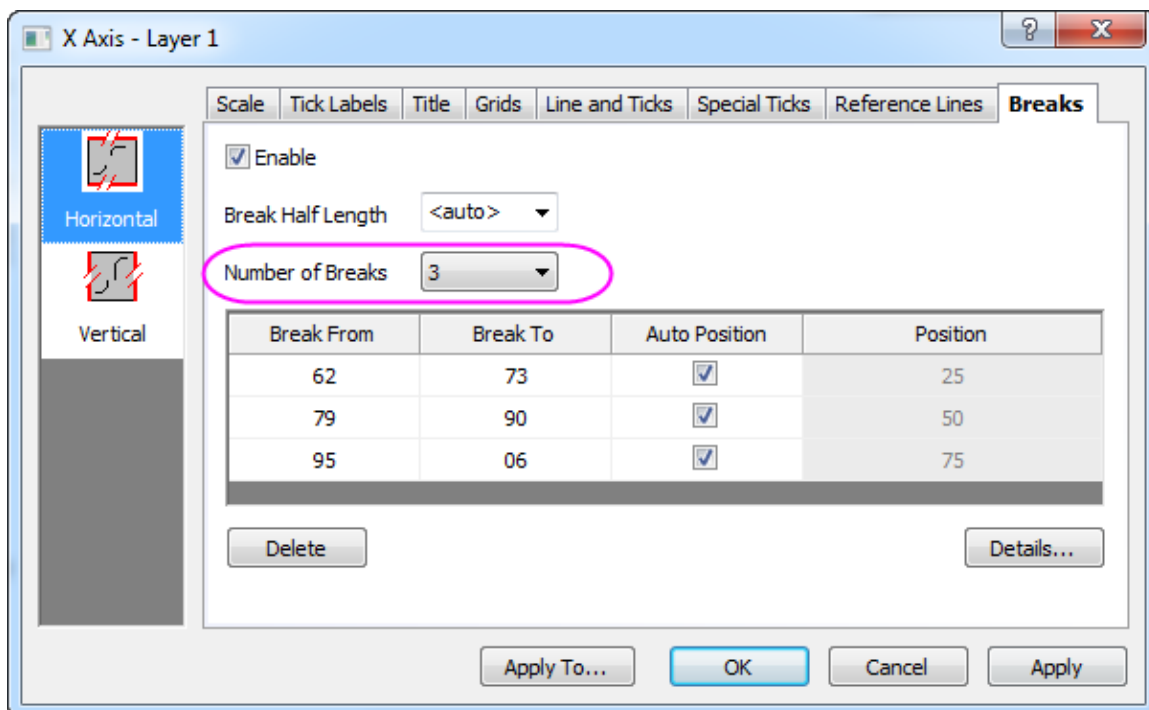 X Axis - Layer 1
Scale Tick Labels Title Grids Line and Ticks Special Ticks Reference Lines Breaks
Horizontal
Vertical
Enable
Break Half Length <auto>
Number of Breaks 3
Break From Break To Auto Position Position
62 73 25
79 90 50
95 06 75
Delete Details...
Apply To... OK Cancel Apply